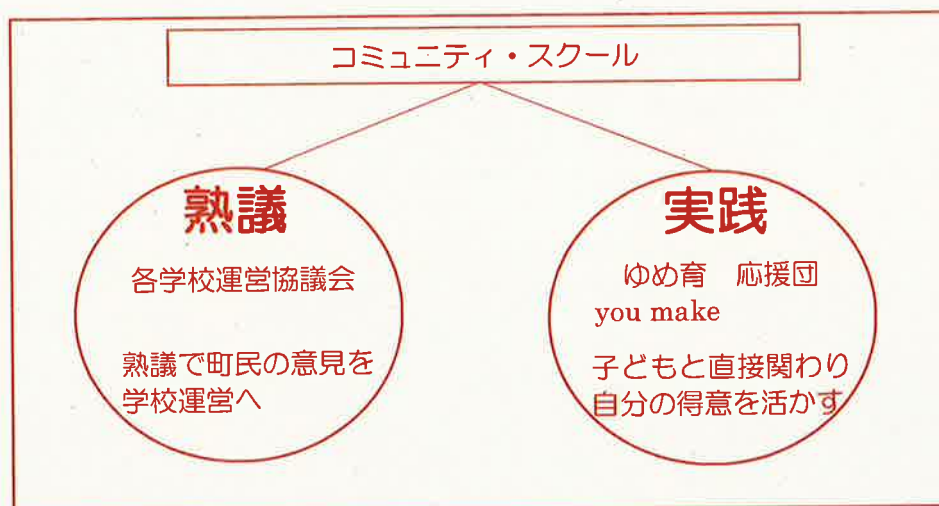 コミュニティ・スクール
熟議
各学校運営協議会
熟議で町民の意見を
学校運営へ
実践
ゆめ育　応援団
you make
子どもと直接関わり
自分の得意を活かす